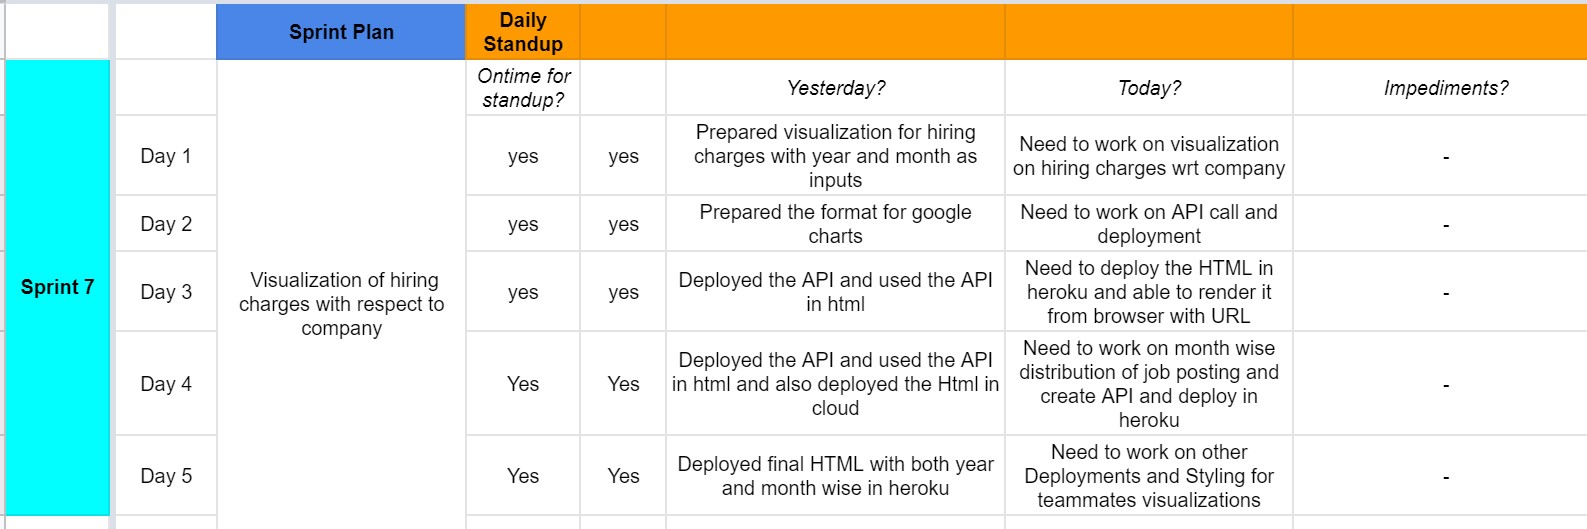 Sprint Plan
Daily
Standup
Ontime for
standup?
Yesterday?
Today?
Impediments?
Sprint 7
Visualization of hiring
charges with respect to
company
Day 1
yes
yes
Prepared visualization for hiring
charges with year and month as
inputs
Need to work on visualization
on hiring charges wrt company
-
Day 2
yes
yes
Prepared the format for google
charts
Need to work on API call and
deployment
-
Day 3
yes
yes
Deployed the API and used the API
in html
Need to deploy the HTML in
heroku and able to render it
from browser with URL
-
Day 4
Yes
Yes
Deployed the API and used the API
in html and also deployed the Html in
cloud
Need to work on month wise
distribution of job posting and
create API and deploy in
heroku
-
Day 5
Yes
Yes
Deployed final HTML with both year
and month wise in heroku
Need to work on other
Deployments and Styling for
teammates visualizations
-